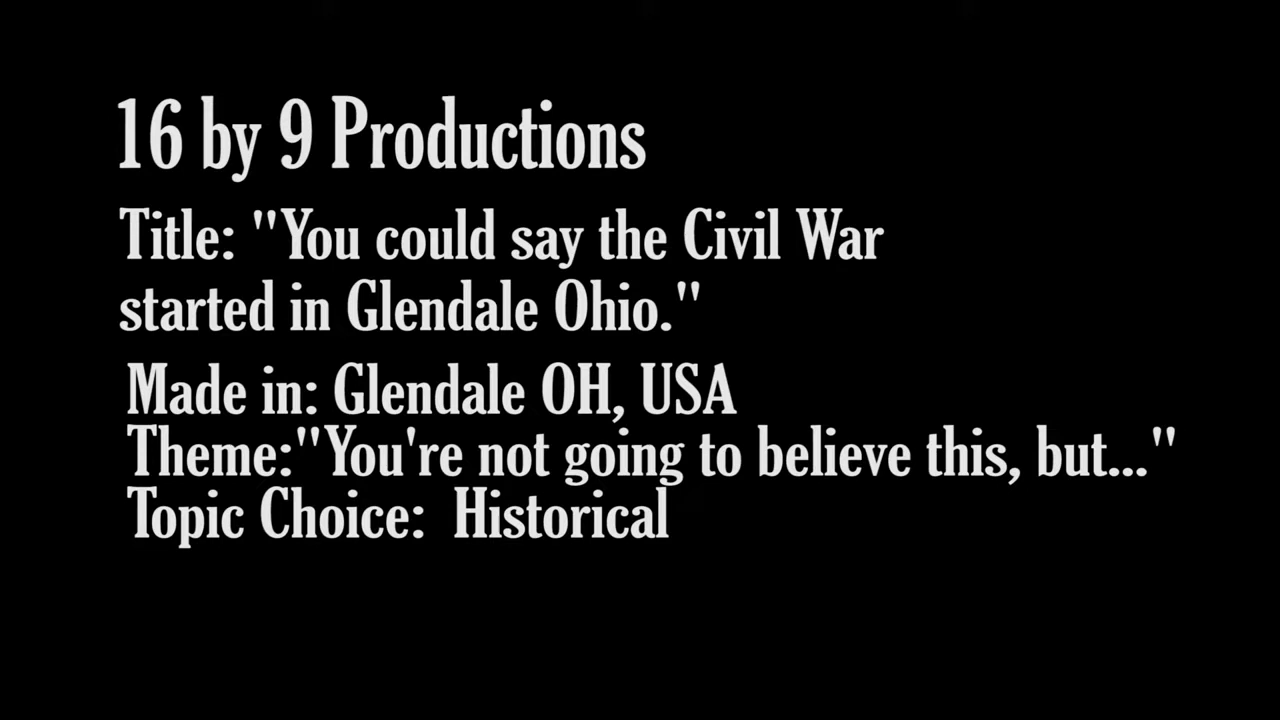 16 by 9 Productions
Title: "You could say the Civil War
started in Glendale Ohio."
Made in: Glendale OH, USA
Theme:"You're not going to believe this, but..."
Topic Choice:  Historical